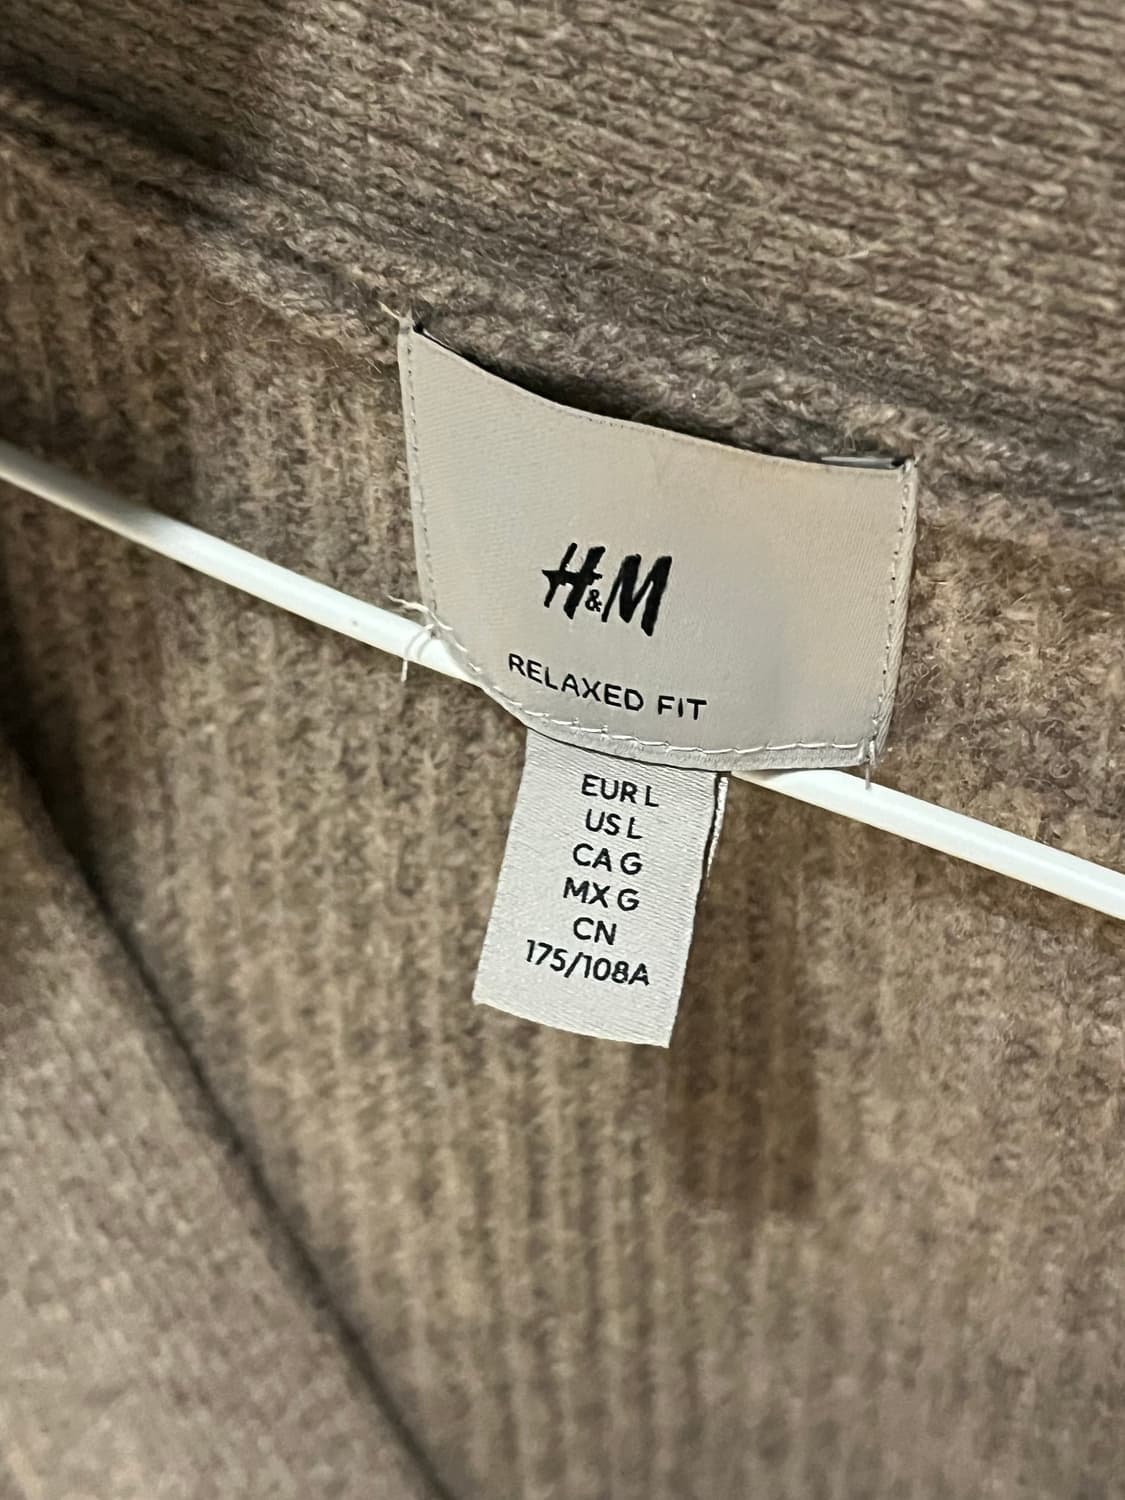 H&M
RELAXED FIT
EUR L
US L
CA G
MX G
CN
175/108A